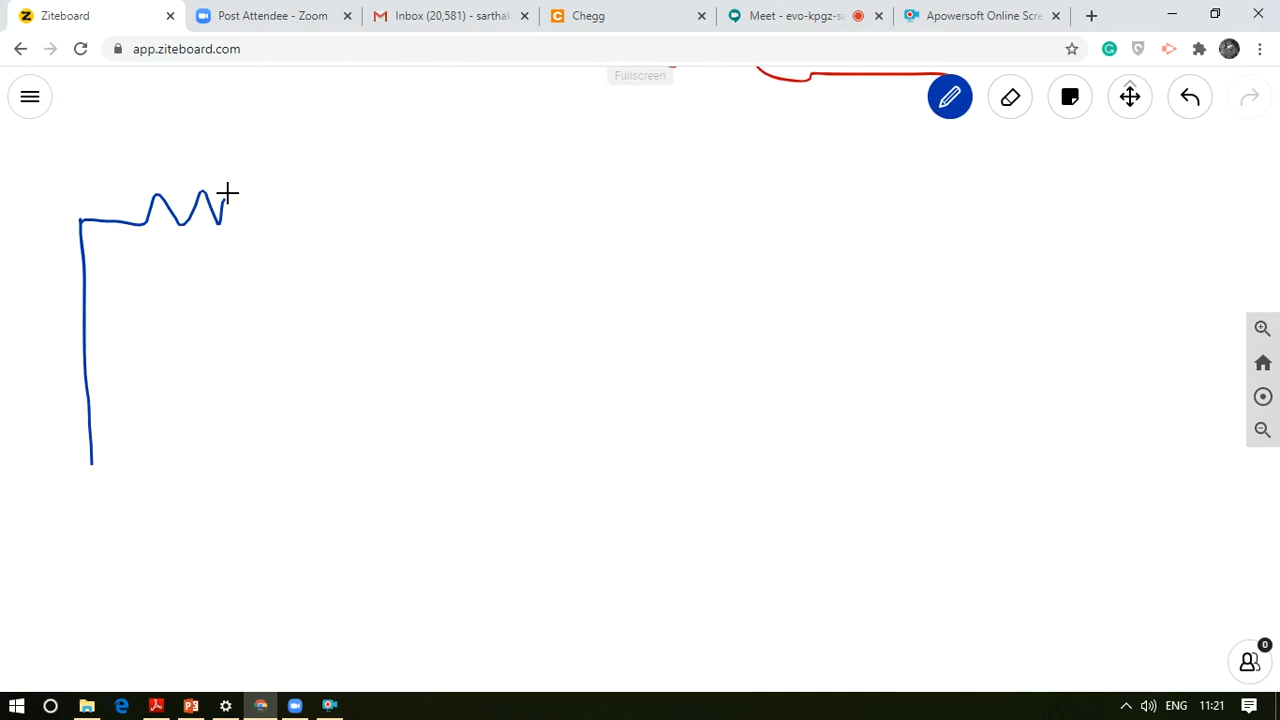 Ziteboard
Post Attendee - Zoom
Inbox (20,581) - sarthak
Chegg
Meet - evo-kpgz-sa
Apowersoft Online Scre
app.ziteboard.com
Fullscreen
0
ENG
11:21